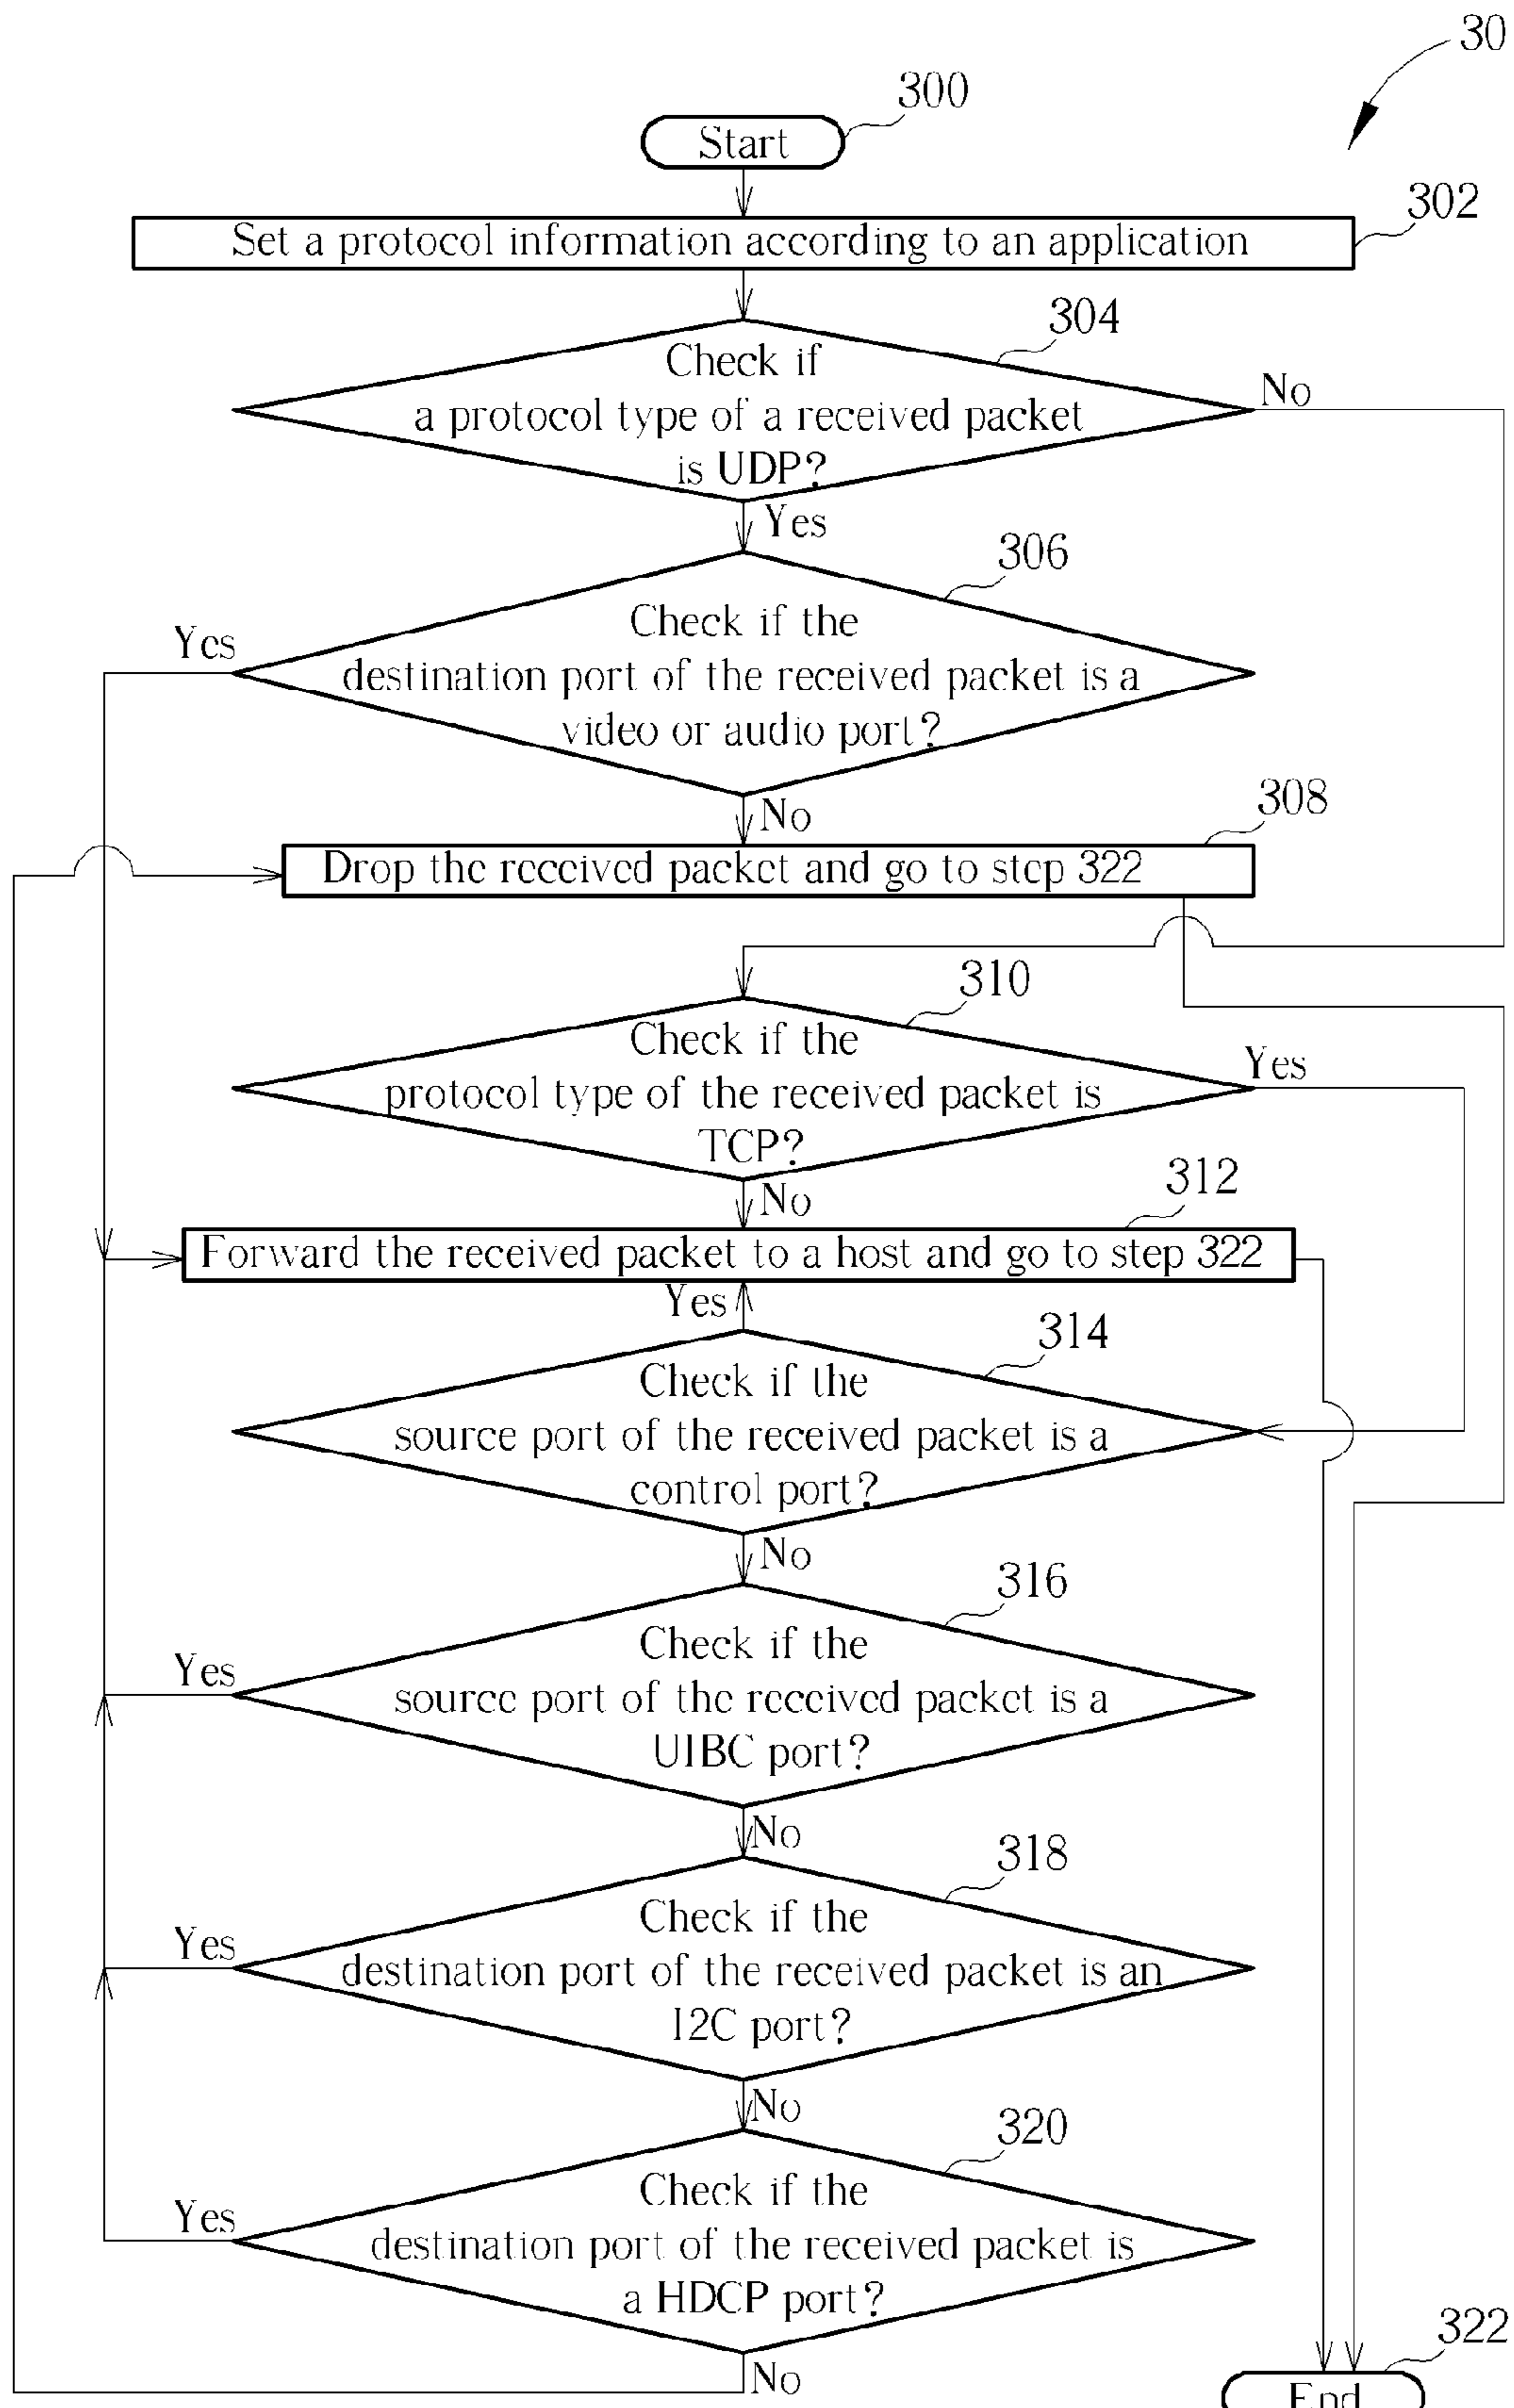 30
300
Start
302
Set a protocol information according to an application
304
Check if
a protocol type of a received packet
is UDP?
No
Yes
306
Check if the
destination port of the received packet is a
video or audio port?
Yes
No
308
Drop the received packet and go to step 322
310
Check if the
protocol type of the received packet is
TCP?
Yes
No
312
Forward the received packet to a host and go to step 322
Yes
314
Check if the
source port of the received packet is a
control port?
No
316
Check if the
source port of the received packet is a
UIBC port?
Yes
No
318
Check if the
destination port of the received packet is an
I2C port?
Yes
No
320
Check if the
destination port of the received packet is
a HDCP port?
Yes
No
322
End